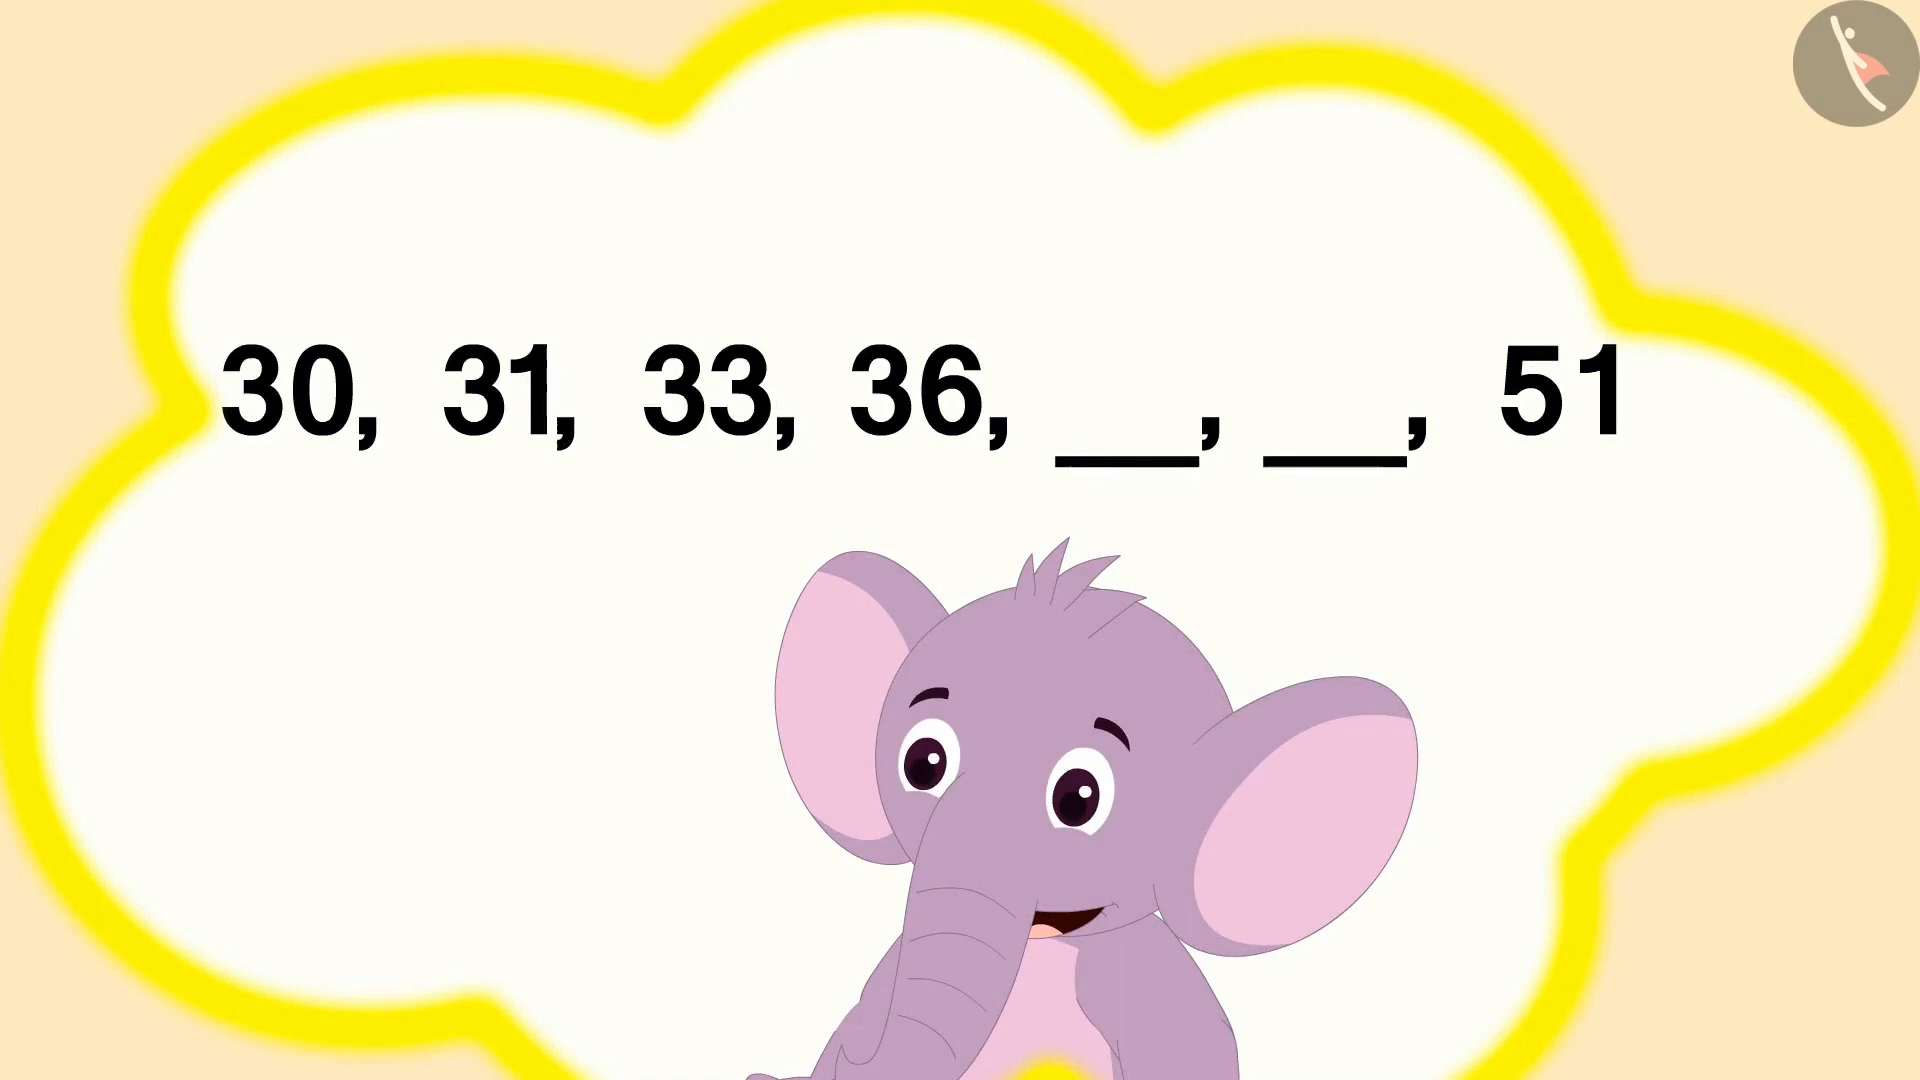 30, 31, 33, 36, __, __, 51